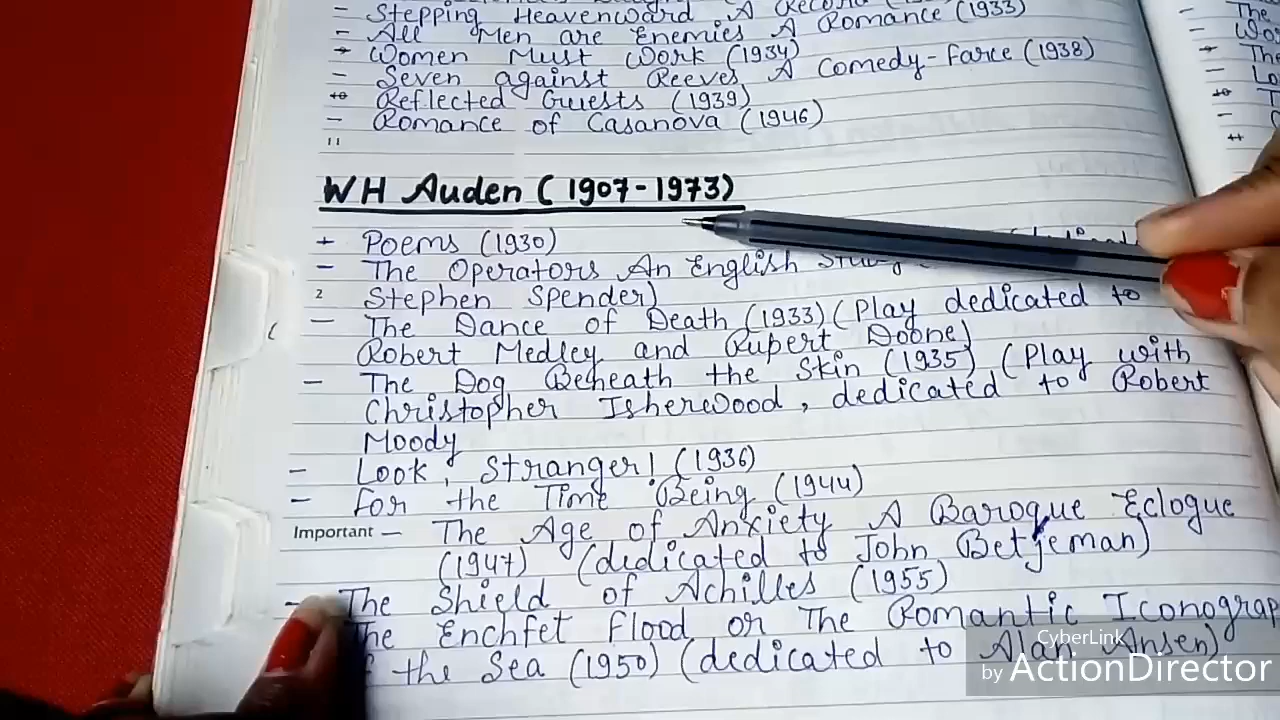 - Stepping Heavenward A
- All Men are Enemies A Romance (1933)
- Women Must Work (1934)
- Seven against Reeves A Comedy-Farce (1938)
10 Reflected Guests (1939)
- Romance of Casanova (1946)
11
WH Auden (1907-1973)
+ Poems (1930)
- The Operators An English
2 Stephen Spender)
- The Dance of Death (1933) (Play dedicated to
Robert Medley and Rupert Doone)
- The Dog Beneath the Skin (1935) (Play with
Christopher Isherwood, dedicated to Robert
Moody
- Look, Stranger! (1936)
- For the Time Being (1944)
Important - The Age of Anxiety A Baroque Eclogue
(1947) (dedicated to John Betjeman)
- The Shield of Achilles (1955)
The Enchfet Flood or The Romantic Iconograp
the Sea (1950) (dedicated to Alan Ansen)
CyberLink
by ActionDirector